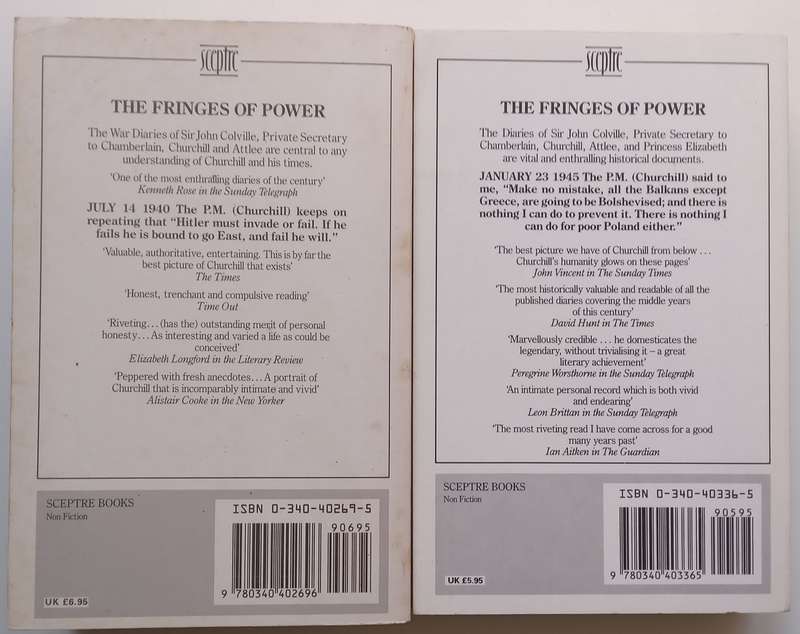 sceptre
THE FRINGES OF POWER
The War Diaries of Sir John Colville, Private Secretary
to Chamberlain, Churchill and Attlee are central to any
understanding of Churchill and his times.
‘One of the most enthralling diaries of the century’
Kenneth Rose in the Sunday Telegraph
JULY 14 1940 The P.M. (Churchill) keeps on
repeating that “Hitler must invade or fail. If he
fails he is bound to go East, and fail he will.”
‘Valuable, authoritative, entertaining. This is by far the
best picture of Churchill that exists’
The Times
‘Honest, trenchant and compulsive reading’
Time Out
‘Riveting... (has the) outstanding merit of personal
honesty... As interesting and varied a life as could be
conceived’
Elizabeth Longford in the Literary Review
‘Peppered with fresh anecdotes... A portrait of
Churchill that is incomparably intimate and vivid’
Alistair Cooke in the New Yorker
SCEPTRE BOOKS
Non Fiction
ISBN 0-340-40269-5
90695
9 780340 402696
UK £6.95
sceptre
THE FRINGES OF POWER
The Diaries of Sir John Colville, Private Secretary to
Chamberlain, Churchill, Attlee, and Princess Elizabeth
are vital and enthralling historical documents.
JANUARY 23 1945 The P.M. (Churchill) said to
me, “Make no mistake, all the Balkans except
Greece, are going to be Bolshevised; and there is
nothing I can do to prevent it. There is nothing I
can do for poor Poland either.”
‘The best picture we have of Churchill from below ...
Churchill’s humanity glows on these pages’
John Vincent in The Sunday Times
‘The most historically valuable and readable of all the
published diaries covering the middle years
of this century’
David Hunt in The Times
‘Marvellously credible ... he domesticates the
legendary, without trivialising it – a great
literary achievement’
Peregrine Worsthorne in the Sunday Telegraph
‘An intimate personal record which is both vivid
and endearing’
Leon Brittan in the Sunday Telegraph
‘The most riveting read I have come across for a good
many years past’
Ian Aitken in The Guardian
SCEPTRE BOOKS
Non Fiction
ISBN 0-340-40336-5
90595
9 780340 403365
UK £5.95